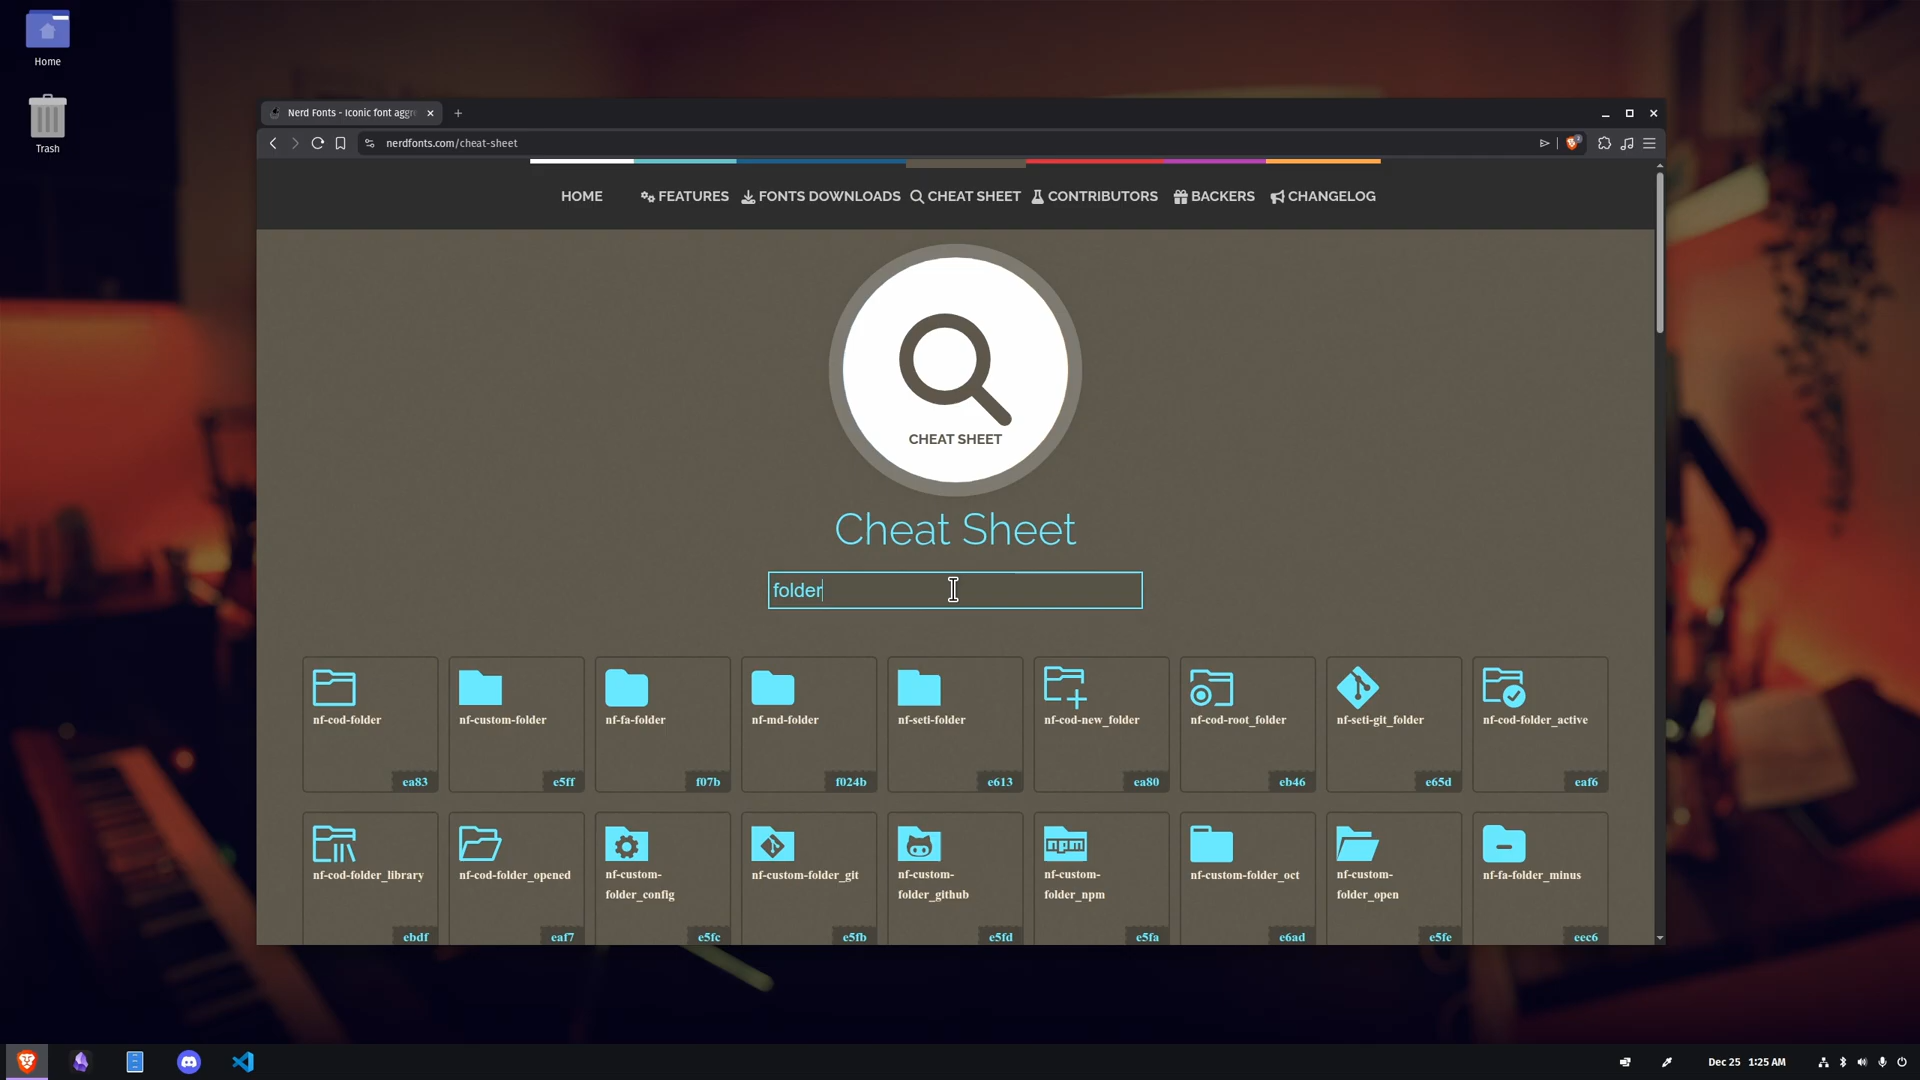 Home
Trash
Nerd Fonts - Iconic font aggre
nerdfonts.com/cheat-sheet
HOME FEATURES FONTS DOWNLOADS CHEAT SHEET CONTRIBUTORS BACKERS CHANGELOG
CHEAT SHEET
Cheat Sheet
folder
nf-cod-folder nf-custom-folder nf-fa-folder nf-md-folder nf-seti-folder nf-cod-new_folder nf-cod-root_folder nf-seti-git_folder nf-cod-folder_active
ea83 e5ff f07b f024b e613 ea80 eb46 e65d eaf6
npm
nf-cod-folder_library nf-cod-folder_opened nf-custom-folder_config nf-custom-folder_git nf-custom-folder_github nf-custom-folder_npm nf-custom-folder_oct nf-custom-folder_open nf-fa-folder_minus
ebdf eaf7 e5fc e5fb e5fd e5fa e6ad e5fe eec6
Dec 25 1:25 AM